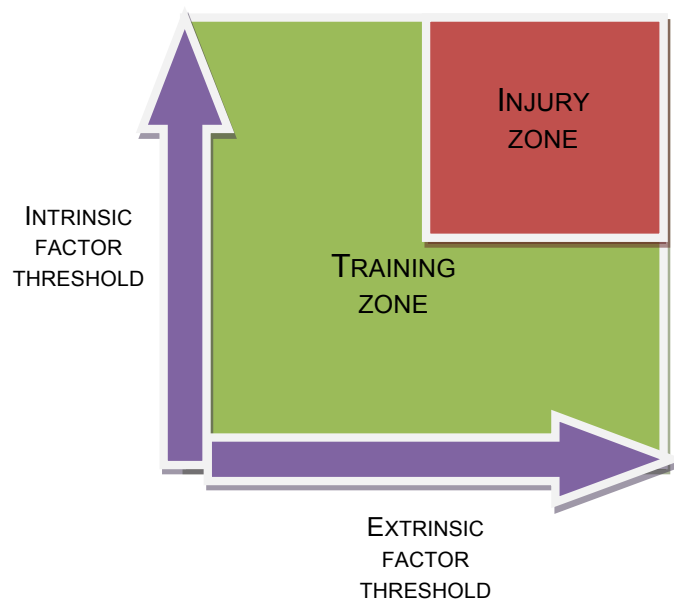 INJURY
ZONE
INTRINSIC
FACTOR
THRESHOLD
TRAINING
ZONE
EXTRINSIC
FACTOR
THRESHOLD